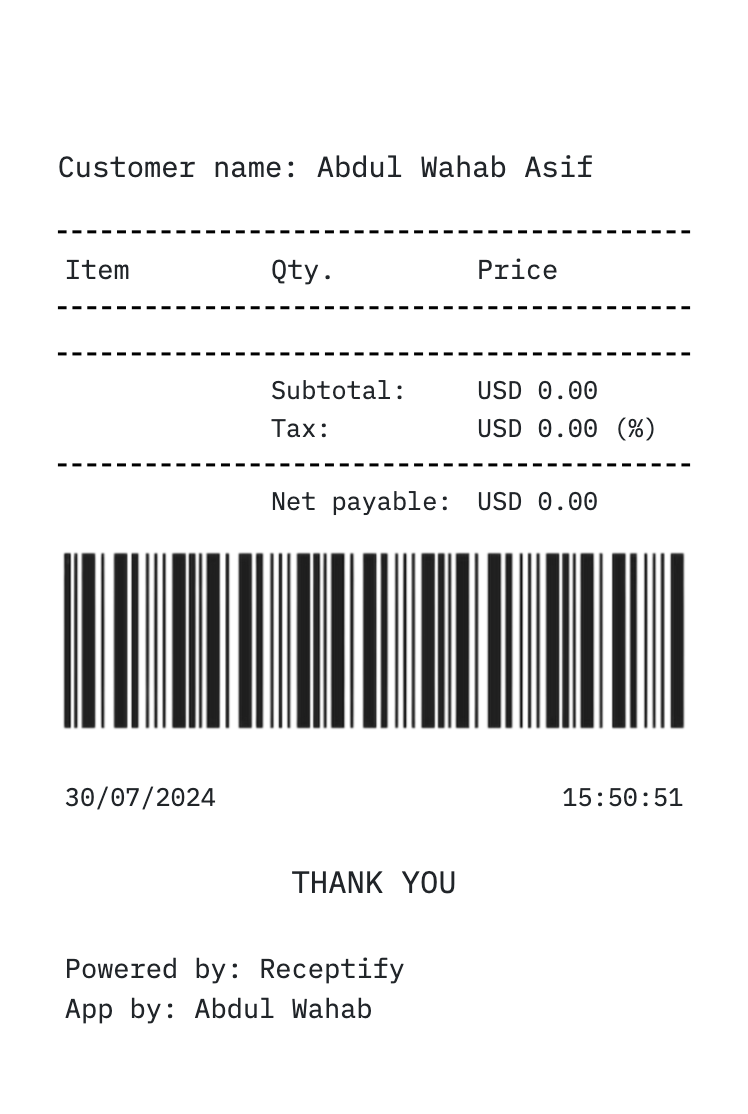 Customer name: Abdul Wahab Asif
Item Qty. Price
Subtotal: USD 0.00
Tax: USD 0.00 (%)
Net payable: USD 0.00
30/07/2024 15:50:51
THANK YOU
Powered by: Receptify
App by: Abdul Wahab